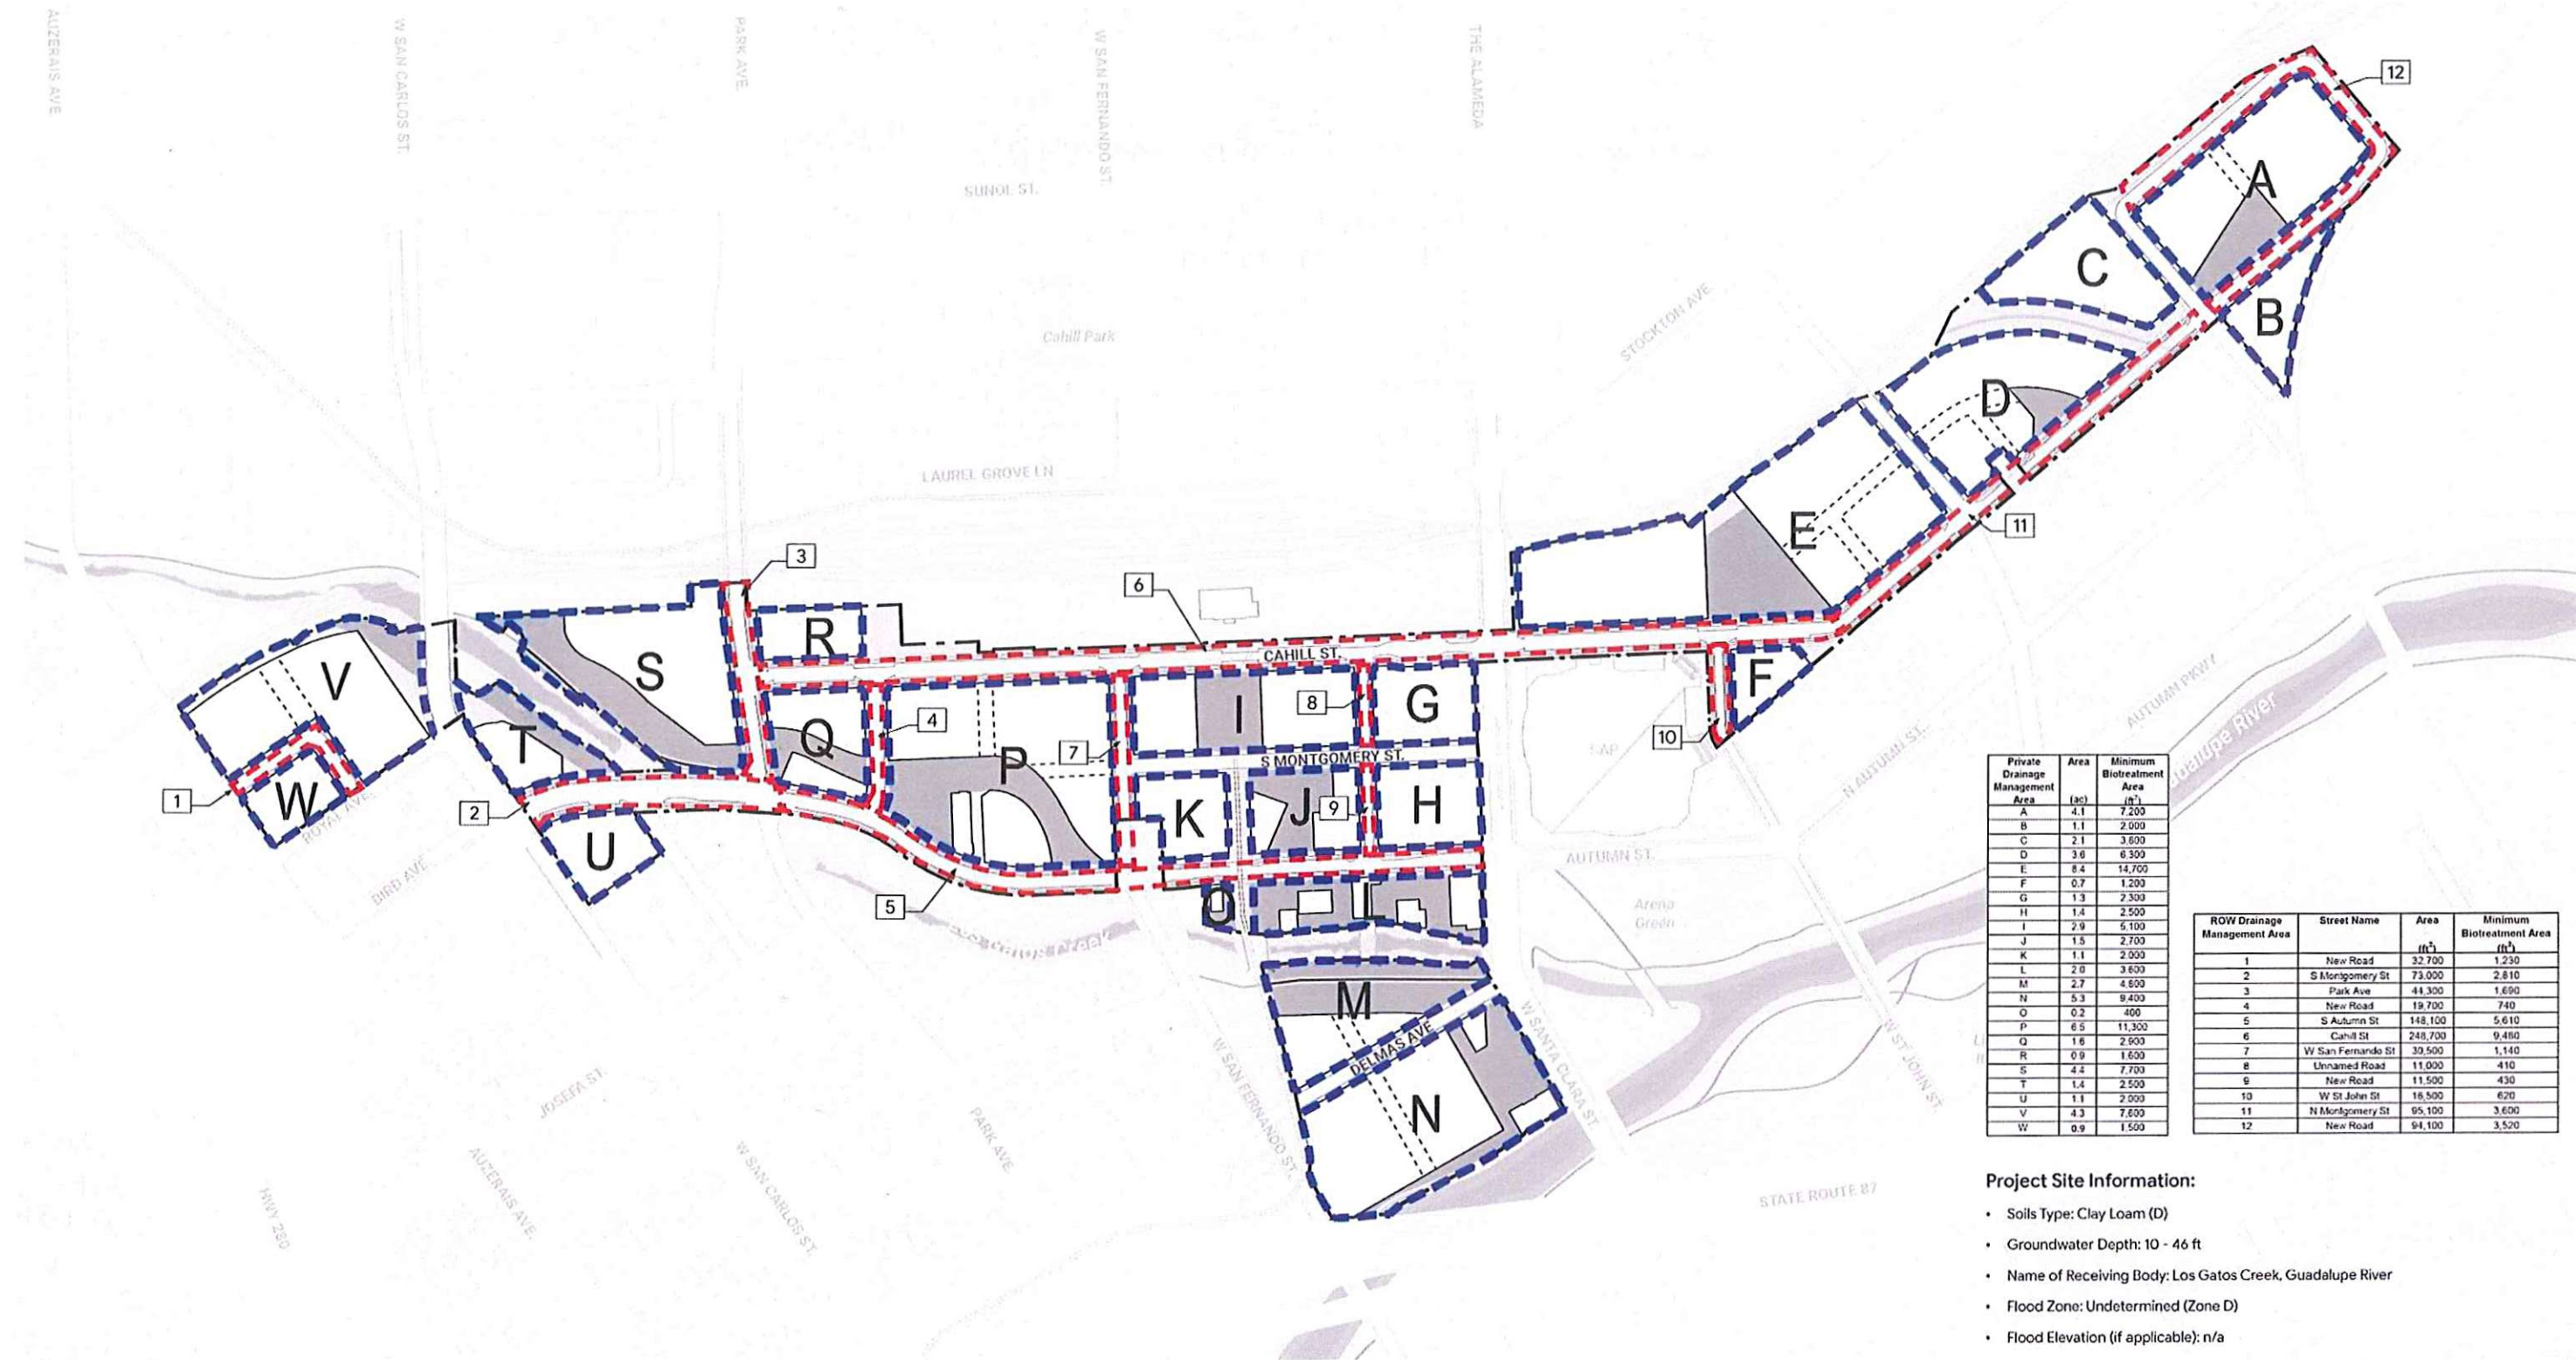 AUZERAIS AVE
W SAN CARLOS ST.
PARK AVE
W SAN FERNANDO ST.
THE ALAMEDA
SUNOL ST.
Cahill Park
STOCKTON AVE
LAUREL GROVE LN
12
A
C
B
D
E
11
3
6
R
CAHILL ST.
F
10
V
S
W
1
ROYAL AVE
T
2
Q
4
P
7
I
8
G
S MONTGOMERY ST.
K
J
9
H
U
BIRD AVE
5
O
L
SAP
AUTUMN ST.
N AUTUMN ST.
AUTUMN PKWY
Arena
Green
Creek
M
DELMAS AVE
N
W SANTA CLARA ST.
W ST JOHN ST.
W SAN FERNANDO ST.
PARK AVE
JOSEFA ST.
W SAN CARLOS ST.
AUZERAIS AVE.
HWY 280
STATE ROUTE 87
River
Private Drainage Management Area Area (ac) Minimum Biotreatment Area (ft²)
A 4.1 7,200
B 1.1 2,000
C 2.1 3,600
D 3.6 6,300
E 8.4 14,700
F 0.7 1,200
G 1.3 2,300
H 1.4 2,500
I 2.9 5,100
J 1.5 2,700
K 1.1 2,000
L 2.0 3,600
M 2.7 4,800
N 5.3 9,400
O 0.2 400
P 6.5 11,300
Q 1.6 2,900
R 0.9 1,600
S 4.4 7,700
T 1.4 2,500
U 1.1 2,000
V 4.3 7,600
W 0.9 1,500
ROW Drainage Management Area Street Name Area (ft²) Minimum Biotreatment Area (ft²)
1 New Road 32,700 1,230
2 S Montgomery St 73,000 2,810
3 Park Ave 44,300 1,690
4 New Road 19,700 740
5 S Autumn St 148,100 5,610
6 Cahill St 248,700 9,480
7 W San Fernando St 30,500 1,140
8 Unnamed Road 11,000 410
9 New Road 11,500 430
10 W St John St 16,500 620
11 N Montgomery St 95,100 3,600
12 New Road 94,100 3,520
Project Site Information:
• Soils Type: Clay Loam (D)
• Groundwater Depth: 10 - 46 ft
• Name of Receiving Body: Los Gatos Creek, Guadalupe River
• Flood Zone: Undetermined (Zone D)
• Flood Elevation (if applicable): n/a